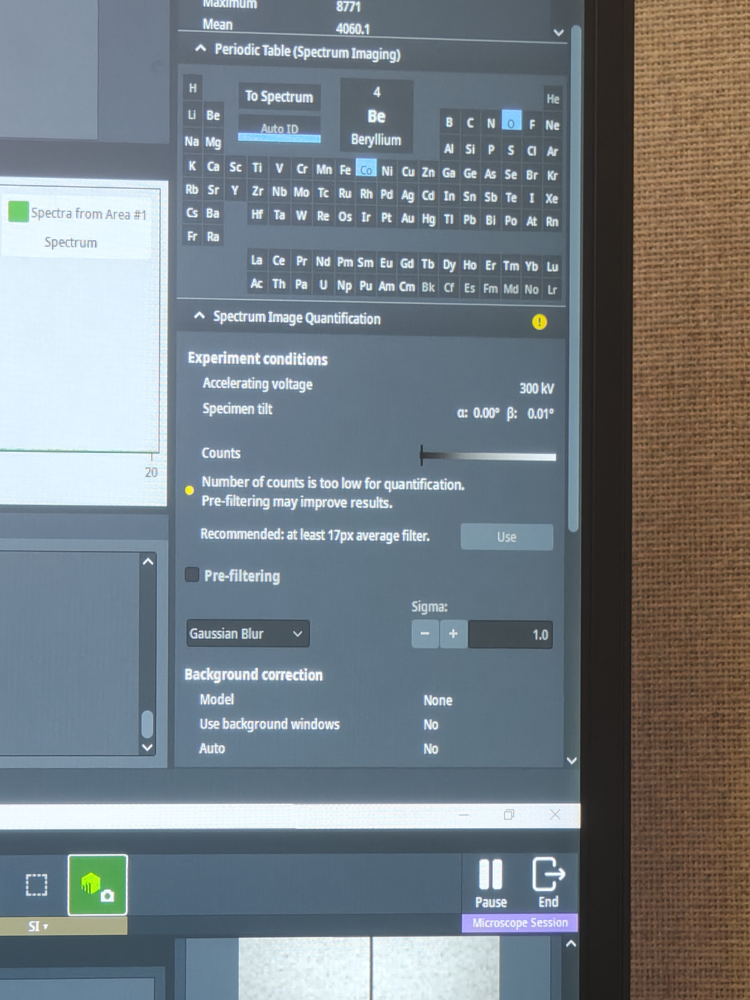 Maximum 8771
Mean 4060.1
Periodic Table (Spectrum Imaging)
H To Spectrum 4 He
Li Be Auto ID Be B C N O F Ne
Na Mg Beryllium Al Si P S Cl Ar
K Ca Sc Ti V Cr Mn Fe Co Ni Cu Zn Ga Ge As Se Br Kr
Rb Sr Y Zr Nb Mo Tc Ru Rh Pd Ag Cd In Sn Sb Te I Xe
Cs Ba Hf Ta W Re Os Ir Pt Au Hg Tl Pb Bi Po At Rn
Fr Ra
La Ce Pr Nd Pm Sm Eu Gd Tb Dy Ho Er Tm Yb Lu
Ac Th Pa U Np Pu Am Cm Bk Cf Es Fm Md No Lr
Spectra from Area #1
Spectrum
20
Spectrum Image Quantification
Experiment conditions
Accelerating voltage 300 kV
Specimen tilt α: 0.00° β: 0.01°
Counts
Number of counts is too low for quantification.
Pre-filtering may improve results.
Recommended: at least 17px average filter. Use
Pre-filtering
Sigma:
Gaussian Blur − + 1.0
Background correction
Model None
Use background windows No
Auto No
Pause End
SI Microscope Session